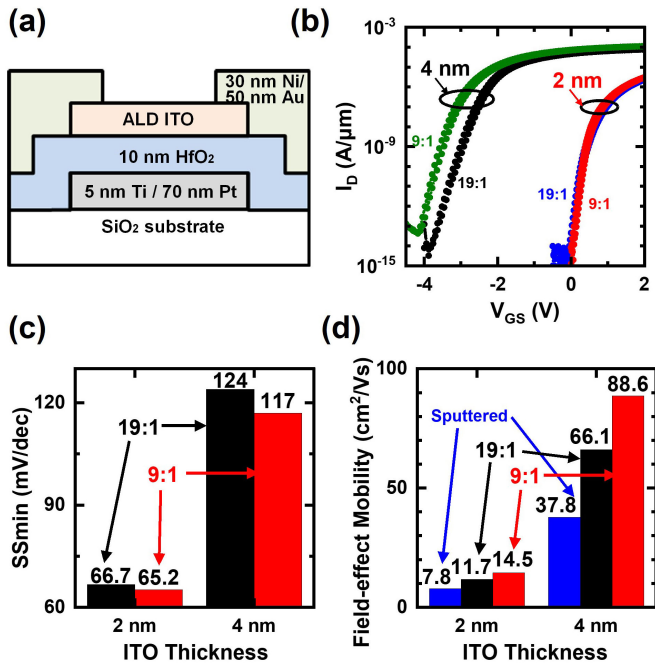 (a)
30 nm Ni/
50 nm Au
ALD ITO
10 nm HfO₂
5 nm Ti / 70 nm Pt
SiO₂ substrate
(b)
I_D (A/μm)
10⁻³
10⁻⁹
10⁻¹⁵
4 nm
2 nm
9:1
19:1
19:1
9:1
-4
-2
0
2
V_GS (V)
(c)
SSmin (mV/dec)
120
90
60
124
117
19:1
9:1
66.7
65.2
2 nm
4 nm
ITO Thickness
(d)
Field-effect Mobility (cm²/Vs)
100
50
0
88.6
Sputtered
66.1
19:1
9:1
37.8
7.8
11.7
14.5
2 nm
4 nm
ITO Thickness